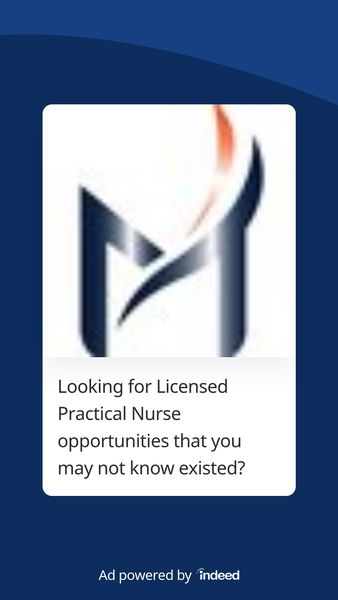 Looking for Licensed
Practical Nurse
opportunities that you
may not know existed?
Ad powered by indeed